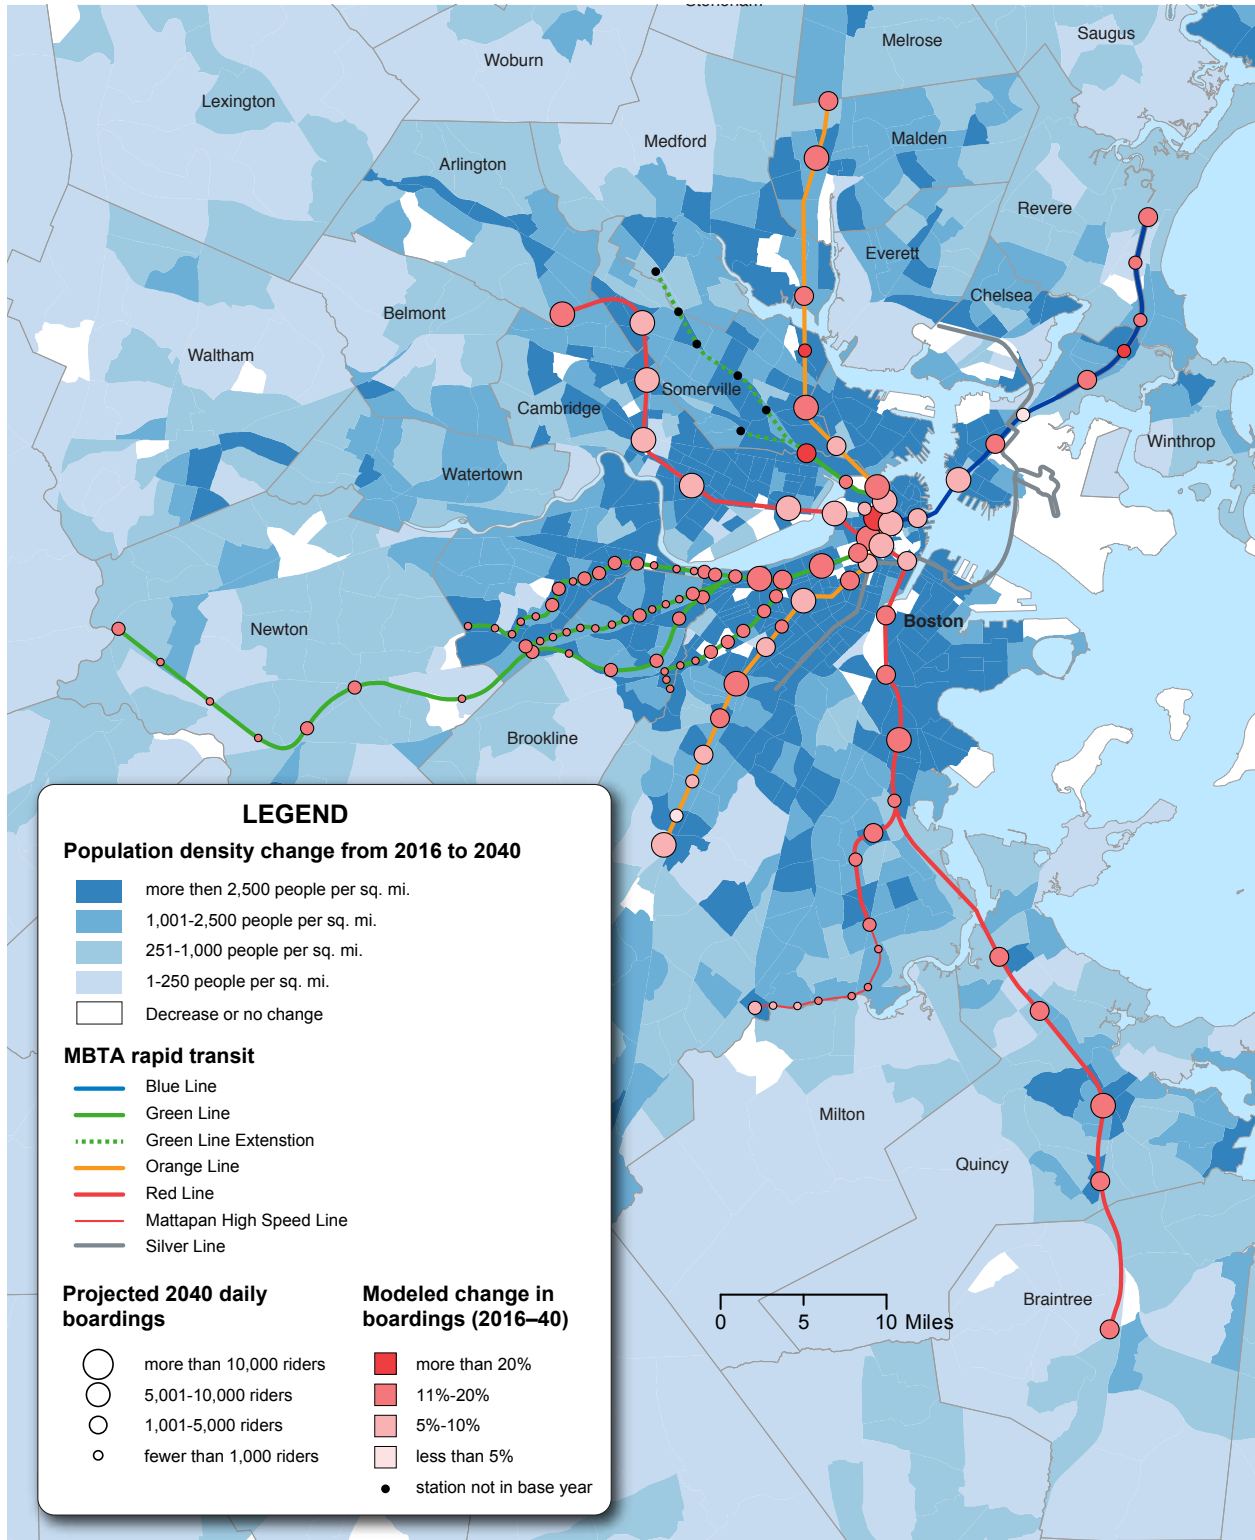 Stoneham
Melrose
Saugus
Woburn
Lexington
Medford
Malden
Arlington
Revere
Everett
Chelsea
Belmont
Waltham
Somerville
Cambridge
Winthrop
Watertown
Boston
Newton
Brookline
LEGEND
Population density change from 2016 to 2040
more then 2,500 people per sq. mi.
1,001-2,500 people per sq. mi.
251-1,000 people per sq. mi.
1-250 people per sq. mi.
Decrease or no change
MBTA rapid transit
Blue Line
Green Line
Green Line Extenstion
Orange Line
Red Line
Mattapan High Speed Line
Silver Line
Projected 2040 daily
boardings
more than 10,000 riders
5,001-10,000 riders
1,001-5,000 riders
fewer than 1,000 riders
Modeled change in
boardings (2016–40)
more than 20%
11%-20%
5%-10%
less than 5%
station not in base year
Milton
Quincy
Braintree
0 5 10 Miles